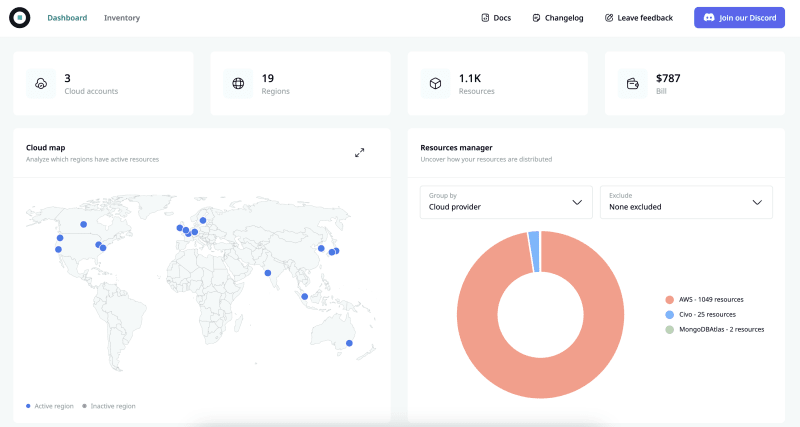 Dashboard Inventory Docs Changelog Leave feedback Join our Discord
3 19 1.1K $787
Cloud accounts Regions Resources Bill
Cloud map
Analyze which regions have active resources
Active region Inactive region
Resources manager
Uncover how your resources are distributed
Group by Exclude
Cloud provider None excluded
AWS - 1049 resources
Civo - 25 resources
MongoDBAtlas - 2 resources